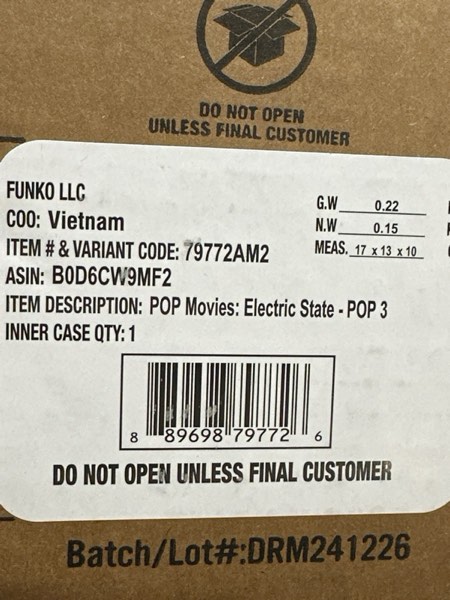 DO NOT OPEN
UNLESS FINAL CUSTOMER
FUNKO LLC
COO: Vietnam
ITEM # & VARIANT CODE: 79772AM2
ASIN: B0D6CW9MF2
ITEM DESCRIPTION: POP Movies: Electric State - POP 3
INNER CASE QTY: 1
G.W 0.22
N.W 0.15
MEAS. 17 x 13 x 10
8 89698 79772 6
DO NOT OPEN UNLESS FINAL CUSTOMER
Batch/Lot#:DRM241226